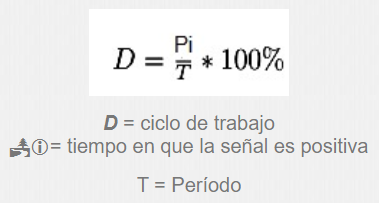 D = Pi/T * 100%
D = ciclo de trabajo
= tiempo en que la señal es positiva
T = Período